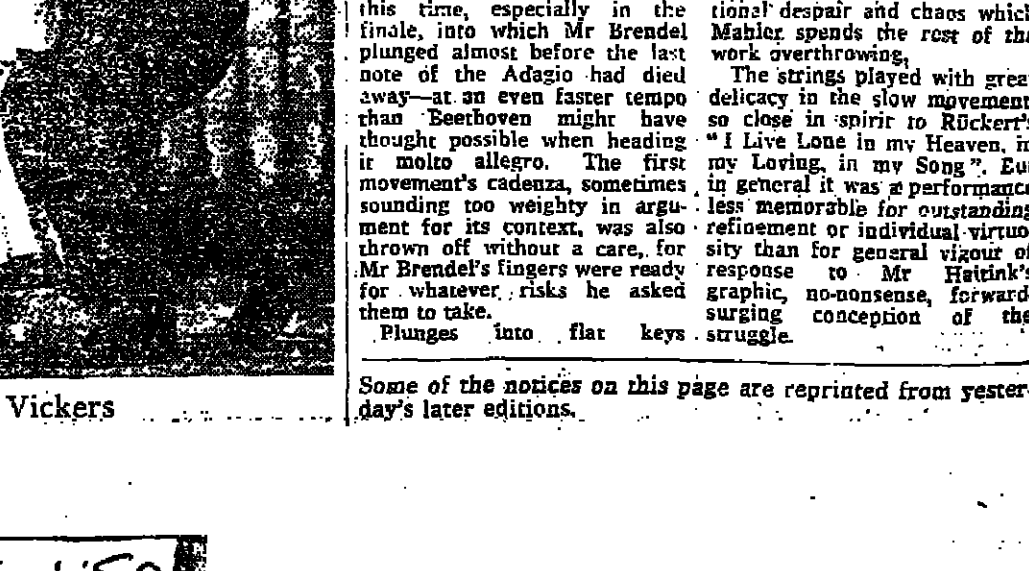 this time, especially in the
finale, into which Mr Brendel
plunged almost before the last
note of the Adagio had died
away—at an even faster tempo
than Beethoven might have
thought possible when heading
it molto allegro. The first
movement's cadenza, sometimes
sounding too weighty in argu-
ment for its context, was also
thrown off without a care, for
Mr Brendel's fingers were ready
for whatever risks he asked
them to take.
Plunges into flat keys
tional despair and chaos which
Mahler spends the rest of the
work overthrowing.
The strings played with great
delicacy in the slow movement
so close in spirit to Rückert's
"I Live Lone in my Heaven, in
my Loving, in my Song". But
in general it was a performance
less memorable for outstanding
refinement or individual virtuo
sity than for general vigour of
response to Mr Haitink's
graphic, no-nonsense, forward
surging conception of the
struggle.
Some of the notices on this page are reprinted from yester-
day's later editions.
Vickers